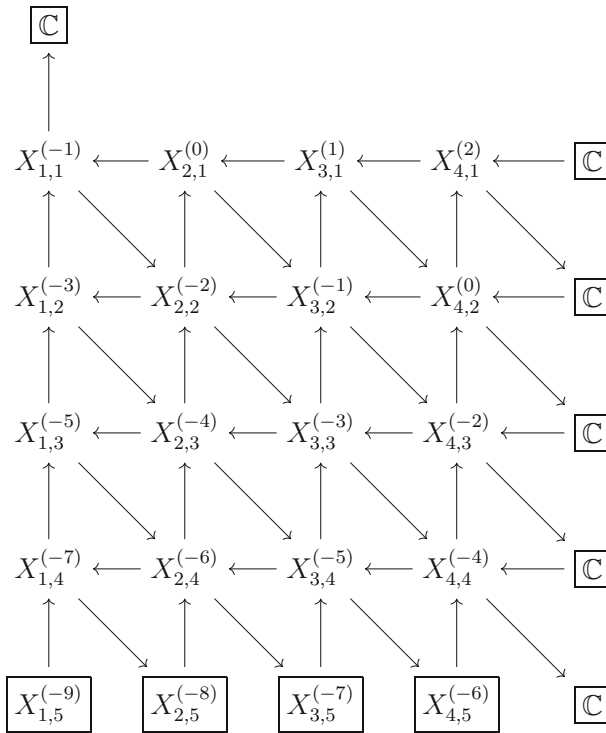 ℂ
X_{1,1}^{(-1)} X_{2,1}^{(0)} X_{3,1}^{(1)} X_{4,1}^{(2)} ℂ
X_{1,2}^{(-3)} X_{2,2}^{(-2)} X_{3,2}^{(-1)} X_{4,2}^{(0)} ℂ
X_{1,3}^{(-5)} X_{2,3}^{(-4)} X_{3,3}^{(-3)} X_{4,3}^{(-2)} ℂ
X_{1,4}^{(-7)} X_{2,4}^{(-6)} X_{3,4}^{(-5)} X_{4,4}^{(-4)} ℂ
X_{1,5}^{(-9)} X_{2,5}^{(-8)} X_{3,5}^{(-7)} X_{4,5}^{(-6)} ℂ